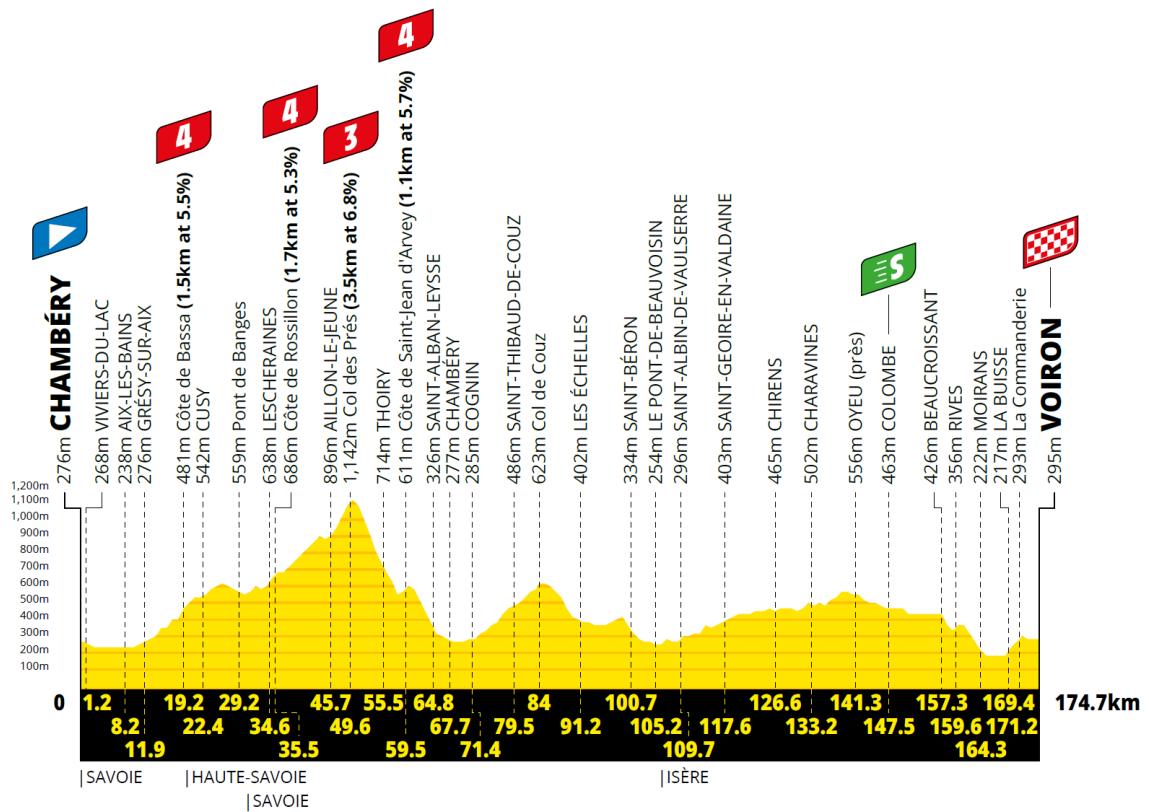 4
4
3
4
S
276m CHAMBÉRY
268m VIVIERS-DU-LAC
238m AIX-LES-BAINS
276m GRÉSY-SUR-AIX
481m Côte de Bassa (1.5km at 5.5%)
542m CUSY
559m Pont de Banges
638m LESCHERAINES
686m Côte de Rossillon (1.7km at 5.3%)
896m AILLON-LE-JEUNE
1,142m Col des Prés (3.5km at 6.8%)
714m THOIRY
611m Côte de Saint-Jean d'Arvey (1.1km at 5.7%)
326m SAINT-ALBAN-LEYSSE
277m CHAMBÉRY
285m COGNIN
486m SAINT-THIBAUD-DE-COUZ
623m Col de Couz
402m LES ÉCHELLES
334m SAINT-BÉRON
254m LE PONT-DE-BEAUVOISIN
296m SAINT-ALBIN-DE-VAULSERRE
403m SAINT-GEOIRE-EN-VALDAINE
465m CHIRENS
502m CHARAVINES
556m OYEU (près)
463m COLOMBE
426m BEAUCROISSANT
356m RIVES
222m MOIRANS
217m LA BUISSE
293m La Commanderie
295m VOIRON
1,200m
1,100m
1,000m
900m
800m
700m
600m
500m
400m
300m
200m
100m
0 1.2 19.2 29.2 45.7 55.5 64.8 84 100.7 126.6 141.3 157.3 169.4 174.7km
8.2 22.4 34.6 49.6 67.7 79.5 91.2 105.2 117.6 133.2 147.5 159.6 171.2
11.9 35.5 59.5 71.4 109.7 164.3
|SAVOIE |HAUTE-SAVOIE |ISÈRE
|SAVOIE